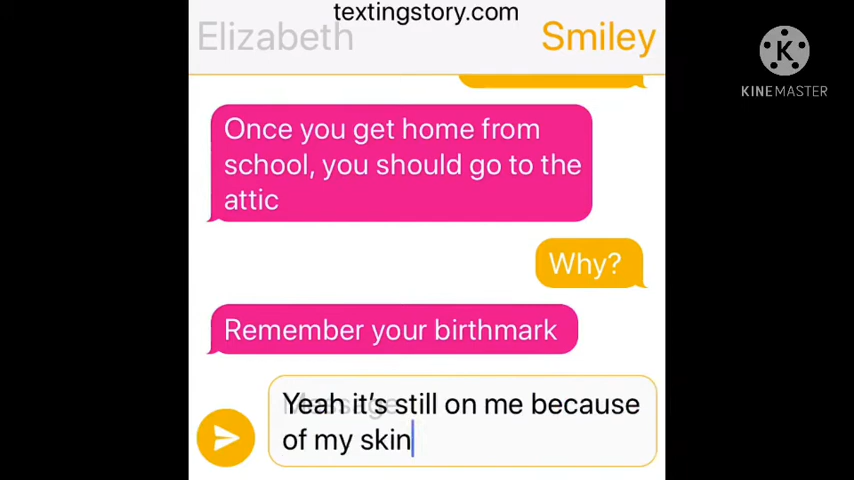 textingstory.com
Elizabeth
Smiley
KINEMASTER
Once you get home from
school, you should go to the
attic
Why?
Remember your birthmark
Message
Yeah it's still on me because
of my skin